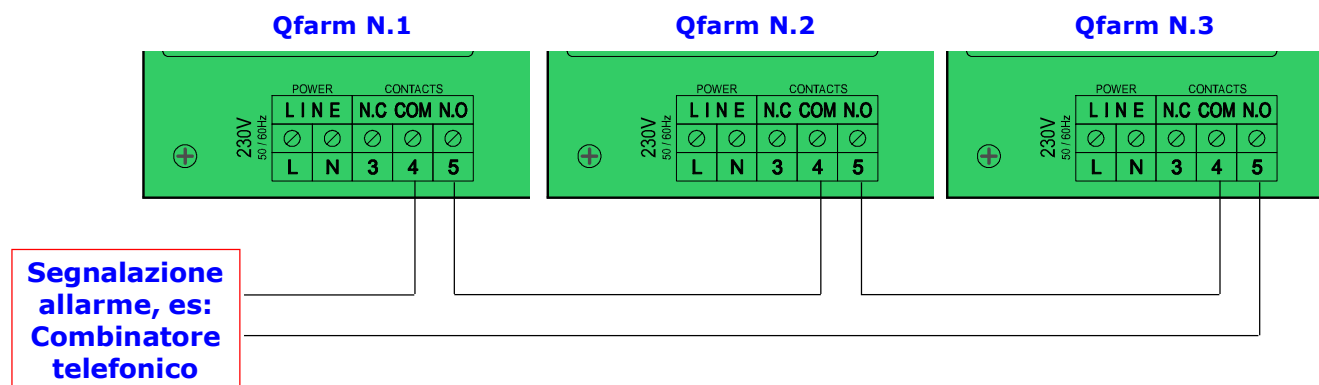 Qfarm N.1
Qfarm N.2
Qfarm N.3
POWER CONTACTS
LINE N.C COM N.O
230V
50 / 60Hz
L N 3 4 5
POWER CONTACTS
LINE N.C COM N.O
230V
50 / 60Hz
L N 3 4 5
POWER CONTACTS
LINE N.C COM N.O
230V
50 / 60Hz
L N 3 4 5
Segnalazione
allarme, es:
Combinatore
telefonico